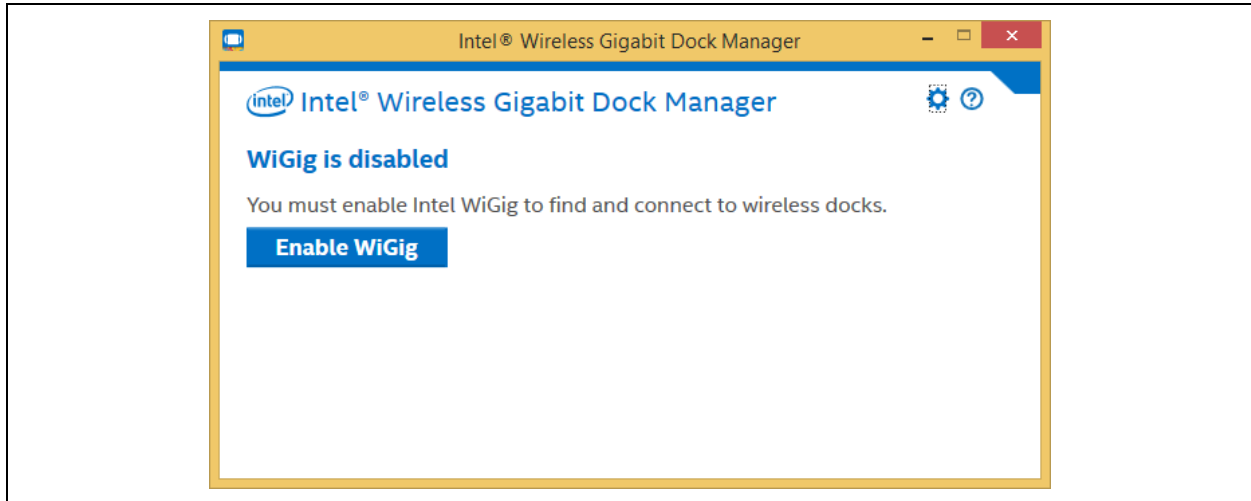 Intel® Wireless Gigabit Dock Manager
intel Intel® Wireless Gigabit Dock Manager
WiGig is disabled
You must enable Intel WiGig to find and connect to wireless docks.
Enable WiGig